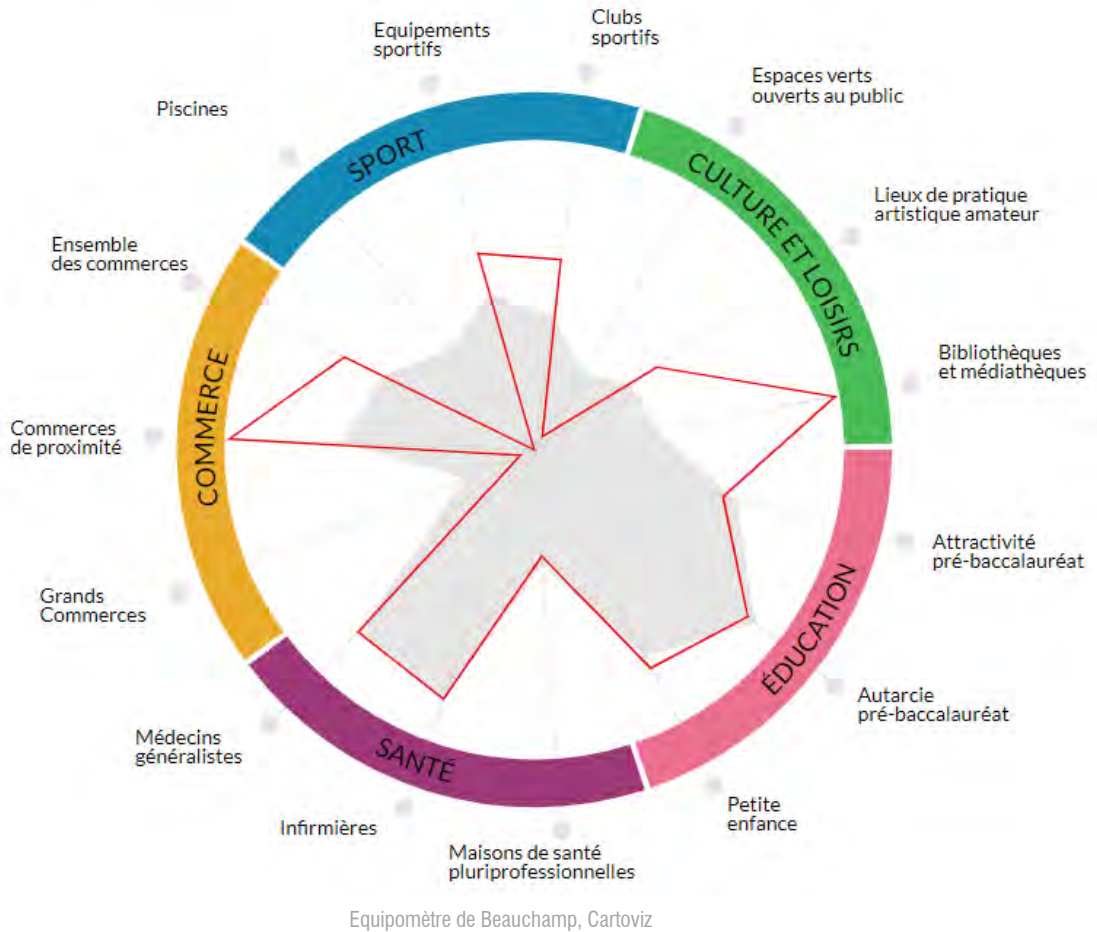 Clubs
sportifs
Equipements
sportifs
Espaces verts
ouverts au public
Piscines
SPORT
CULTURE ET LOISIRS
Lieux de pratique
artistique amateur
Ensemble
des commerces
Bibliothèques
et médiathèques
COMMERCE
Commerces
de proximité
Attractivité
pré-baccalauréat
Grands
Commerces
ÉDUCATION
Autarcie
pré-baccalauréat
Médecins
généralistes
SANTÉ
Petite
enfance
Infirmières
Maisons de santé
pluriprofessionnelles
Equipomètre de Beauchamp, Cartoviz